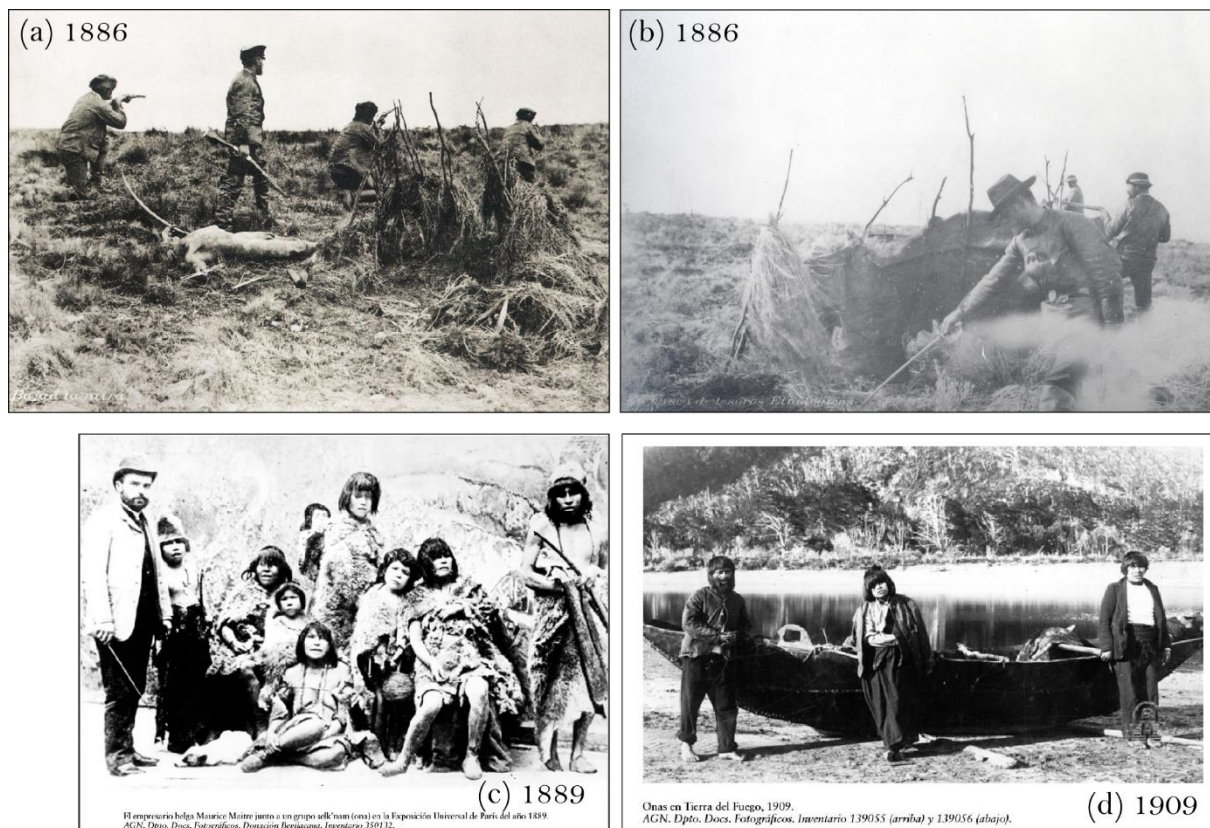 (a) 1886
(b) 1886
de tesoros
(c) 1889
El empresario belga Maurice Maitre junto a un grupo selk'nam (ona) en la Exposición Universal de París del año 1889.
AGN. Dpto. Docs. Fotográficos. Donación Inventario 350132.
(d) 1909
Onas en Tierra del Fuego, 1909.
AGN. Dpto. Docs. Fotográficos. Inventario 139055 (arriba) y 139056 (abajo).